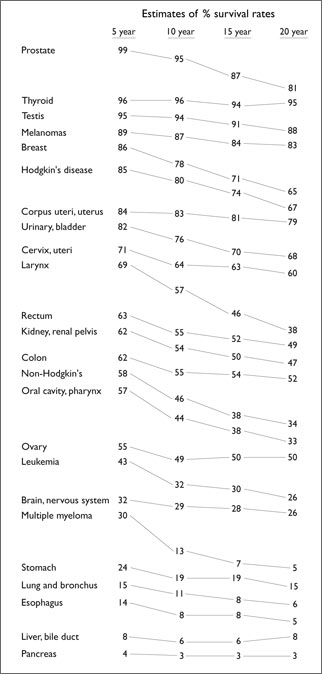 Estimates of % survival rates
5 year 10 year 15 year 20 year
Prostate 99 95 87 81
Thyroid 96 96 94 95
Testis 95 94 91 88
Melanomas 89 87 84 83
Breast 86 78 71 65
Hodgkin's disease 85 80 74 67
Corpus uteri, uterus 84 83 81 79
Urinary, bladder 82 76 70 68
Cervix, uteri 71 64 63 60
Larynx 69 57 46 38
Rectum 63 55 52 49
Kidney, renal pelvis 62 54 50 47
Colon 62 55 54 52
Non-Hodgkin's 58 46 38 34
Oral cavity, pharynx 57 44 38 33
Ovary 55 49 50 50
Leukemia 43 32 30 26
Brain, nervous system 32 29 28 26
Multiple myeloma 30 13 7 5
Stomach 24 19 19 15
Lung and bronchus 15 11 8 6
Esophagus 14 8 8 5
Liver, bile duct 8 6 6 8
Pancreas 4 3 3 3